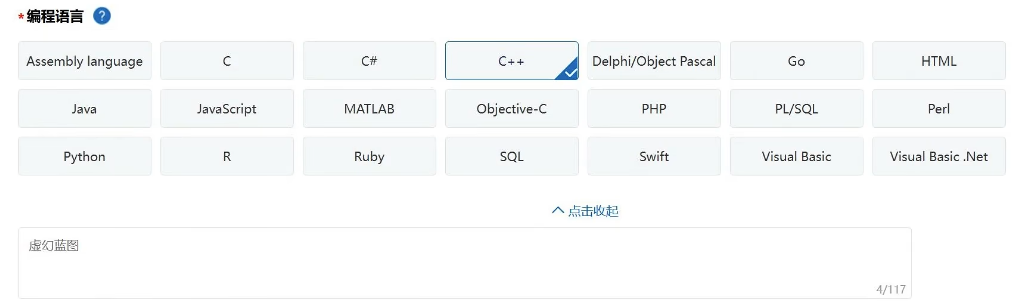 *编程语言 ?
Assembly language C C# C++ Delphi/Object Pascal Go HTML
Java JavaScript MATLAB Objective-C PHP PL/SQL Perl
Python R Ruby SQL Swift Visual Basic Visual Basic .Net
点击收起
虚幻蓝图
4/117